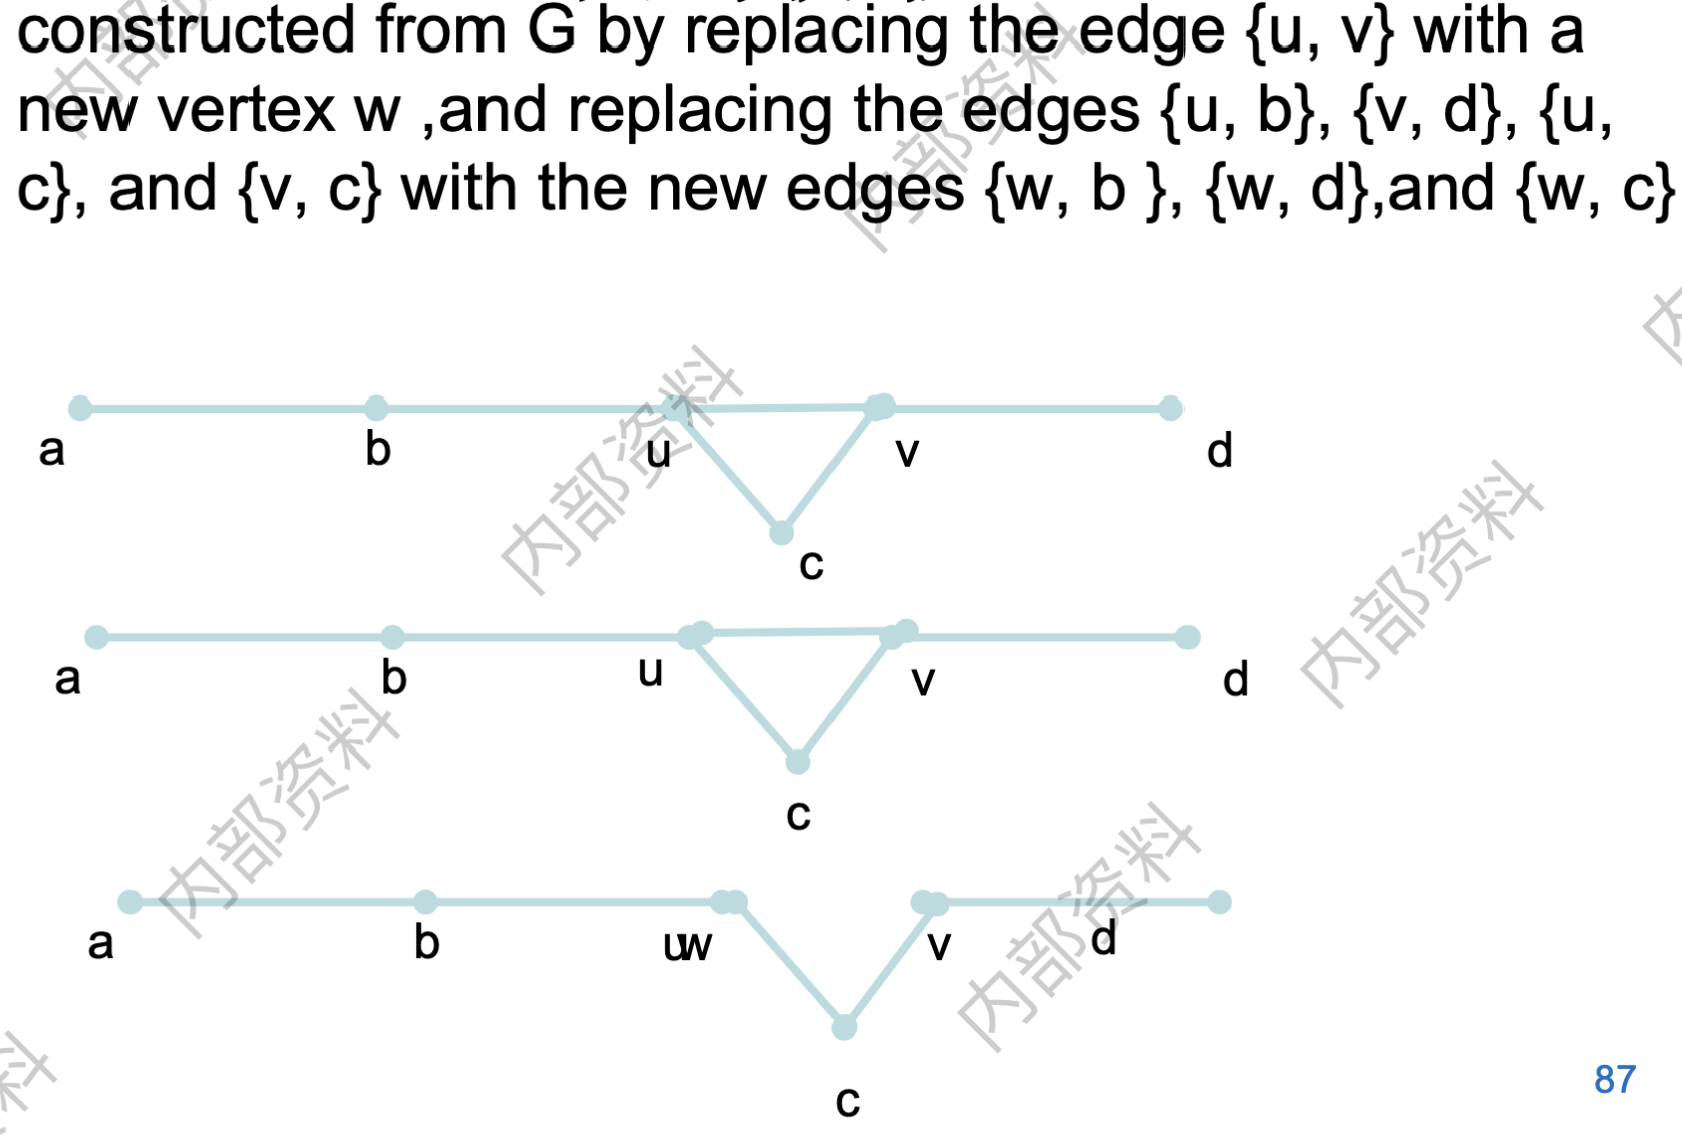 constructed from G by replacing the edge {u, v} with a
new vertex w ,and replacing the edges {u, b}, {v, d}, {u,
c}, and {v, c} with the new edges {w, b }, {w, d},and {w, c}
内部资料
内部资料
内
内部资料
a b u v d
c
内部资料
a b u v d
c
内部资料
内部资料
a b uw v d
料
c
87